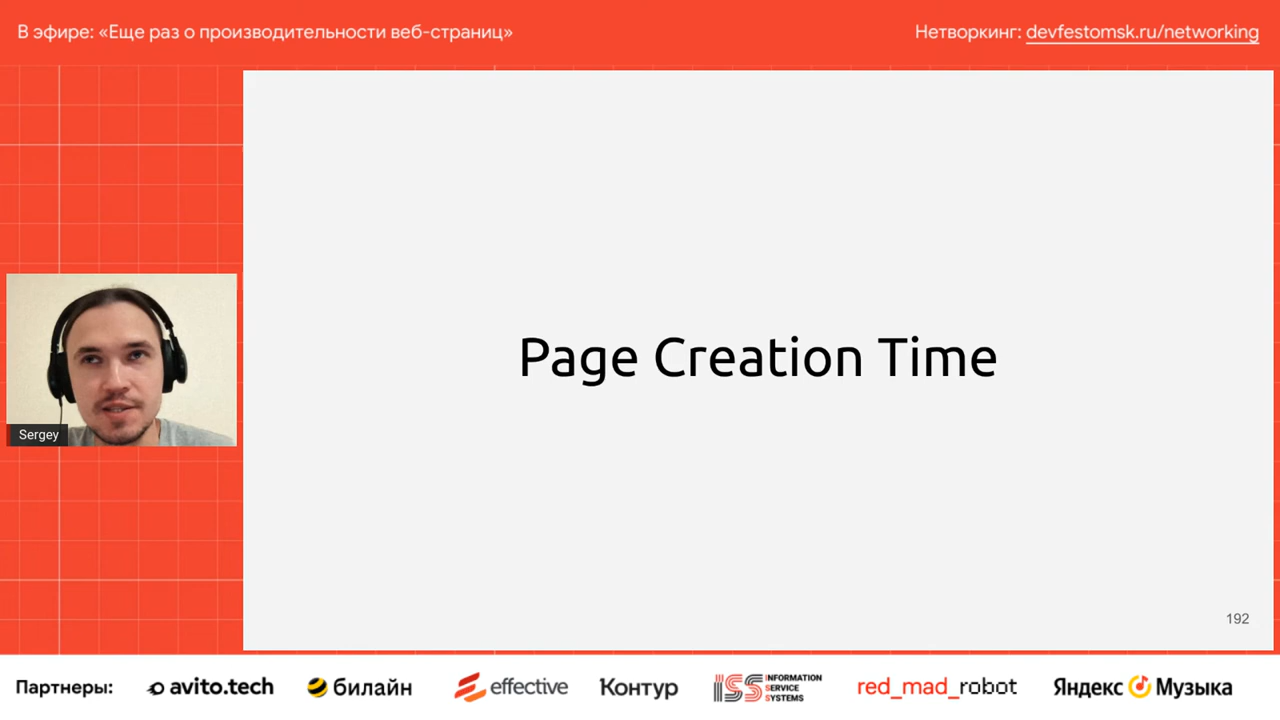 В эфире: «Еще раз о производительности веб-страниц»
Нетворкинг: devfestomsk.ru/networking
Page Creation Time
Sergey
192
Партнеры:
avito.tech
билайн
effective
Контур
ISS INFORMATION
SERVICE
SYSTEMS
red_mad_robot
Яндекс Музыка